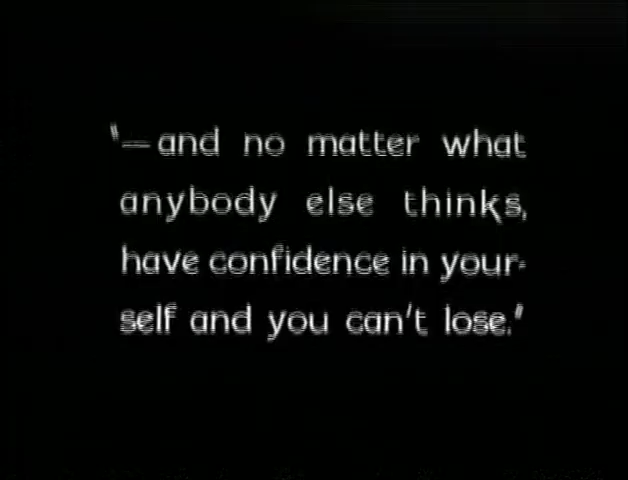 "—and no matter what
anybody else thinks,
have confidence in your-
self and you can't lose."